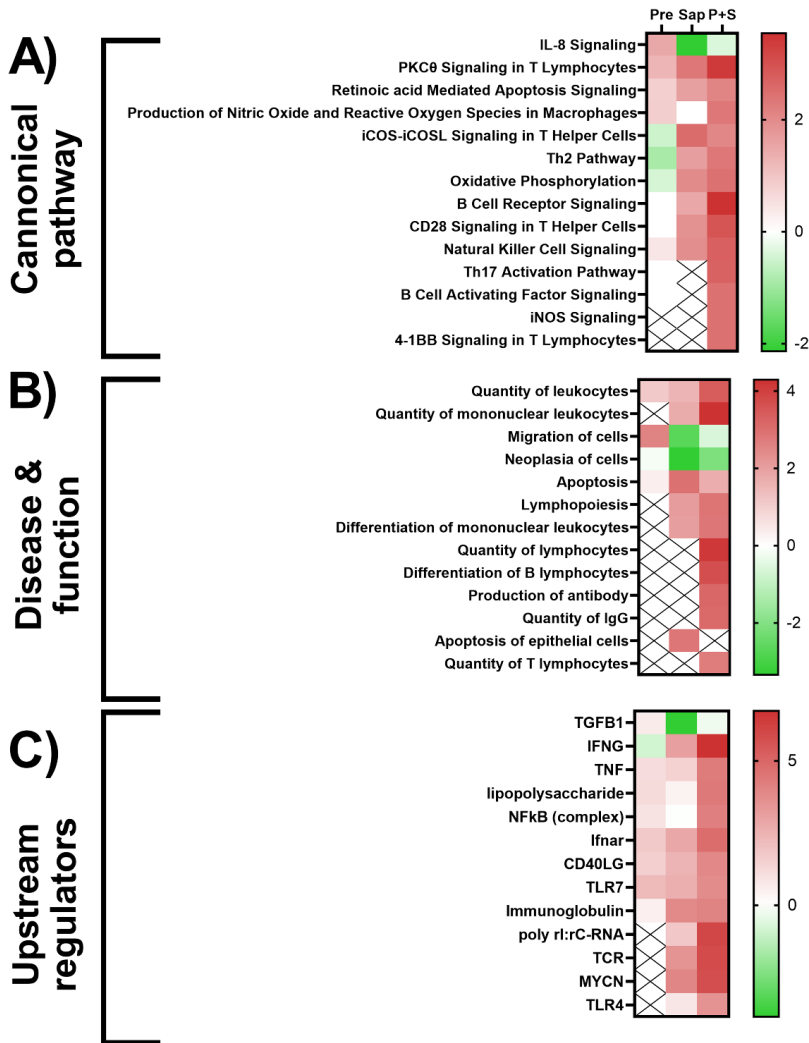 Pre Sap P+S
A)
Cannonical
pathway
IL-8 Signaling
PKCθ Signaling in T Lymphocytes
Retinoic acid Mediated Apoptosis Signaling
Production of Nitric Oxide and Reactive Oxygen Species in Macrophages
iCOS-iCOSL Signaling in T Helper Cells
Th2 Pathway
Oxidative Phosphorylation
B Cell Receptor Signaling
CD28 Signaling in T Helper Cells
Natural Killer Cell Signaling
Th17 Activation Pathway
B Cell Activating Factor Signaling
iNOS Signaling
4-1BB Signaling in T Lymphocytes
2
0
-2
B)
Disease &
function
Quantity of leukocytes
Quantity of mononuclear leukocytes
Migration of cells
Neoplasia of cells
Apoptosis
Lymphopoiesis
Differentiation of mononuclear leukocytes
Quantity of lymphocytes
Differentiation of B lymphocytes
Production of antibody
Quantity of IgG
Apoptosis of epithelial cells
Quantity of T lymphocytes
4
2
0
-2
C)
Upstream
regulators
TGFB1
IFNG
TNF
lipopolysaccharide
NFkB (complex)
Ifnar
CD40LG
TLR7
Immunoglobulin
poly rI:rC-RNA
TCR
MYCN
TLR4
5
0